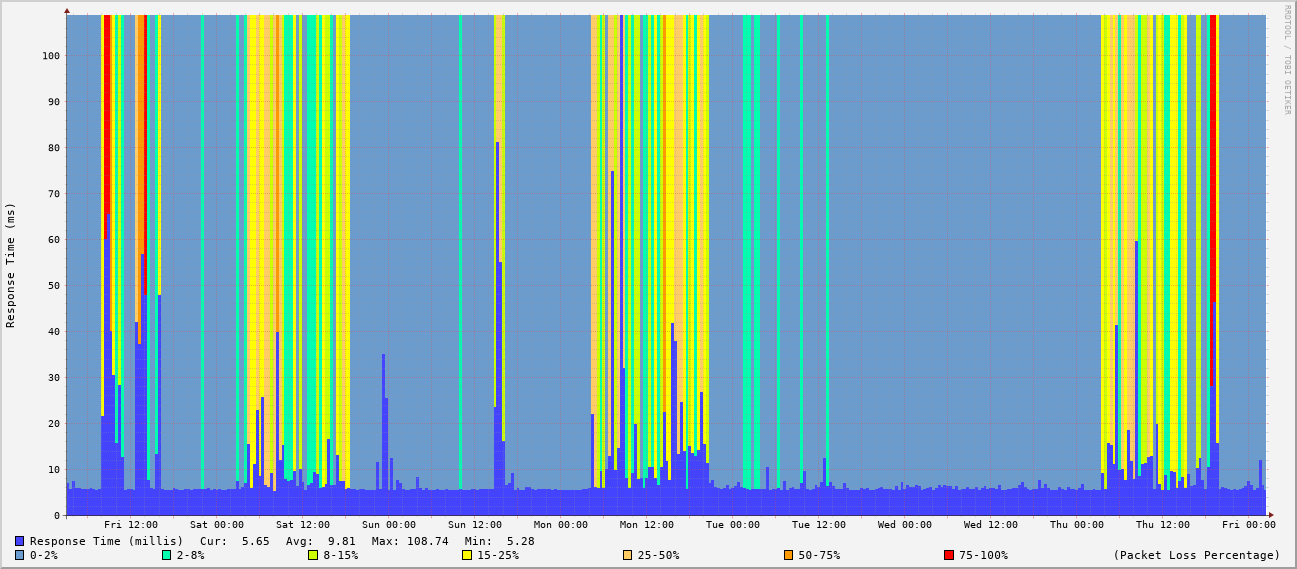 RRDTOOL / TOBI OETIKER
Response Time (ms)
100
90
80
70
60
50
40
30
20
10
0
Fri 12:00 Sat 00:00 Sat 12:00 Sun 00:00 Sun 12:00 Mon 00:00 Mon 12:00 Tue 00:00 Tue 12:00 Wed 00:00 Wed 12:00 Thu 00:00 Thu 12:00 Fri 00:00
Response Time (millis) Cur: 5.65 Avg: 9.81 Max: 108.74 Min: 5.28
0-2% 2-8% 8-15% 15-25% 25-50% 50-75% 75-100% (Packet Loss Percentage)